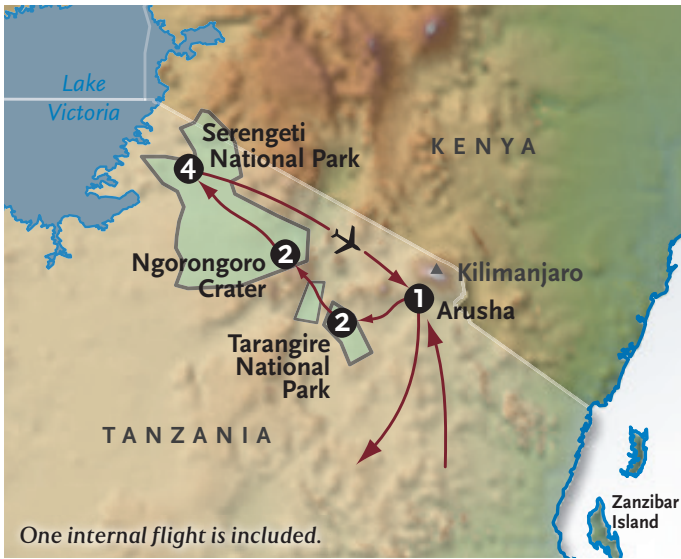 Lake
Victoria
Serengeti
National Park
KENYA
4
Ngorongoro
Crater
2
Kilimanjaro
1
Arusha
2
Tarangire
National
Park
TANZANIA
Zanzibar
Island
One internal flight is included.